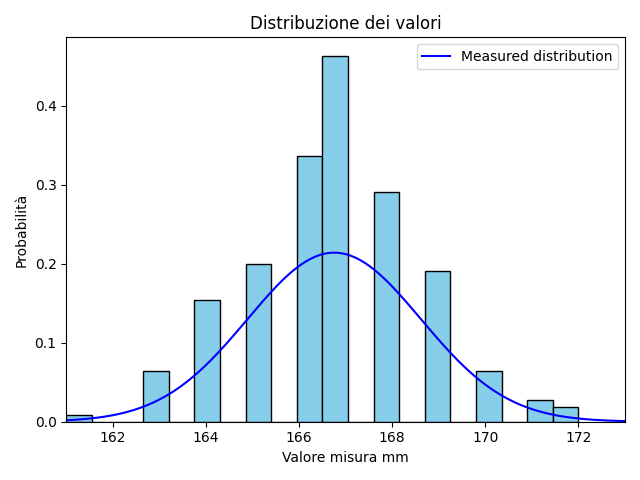 Distribuzione dei valori
Measured distribution
Probabilità
0.4
0.3
0.2
0.1
0.0
162 164 166 168 170 172
Valore misura mm